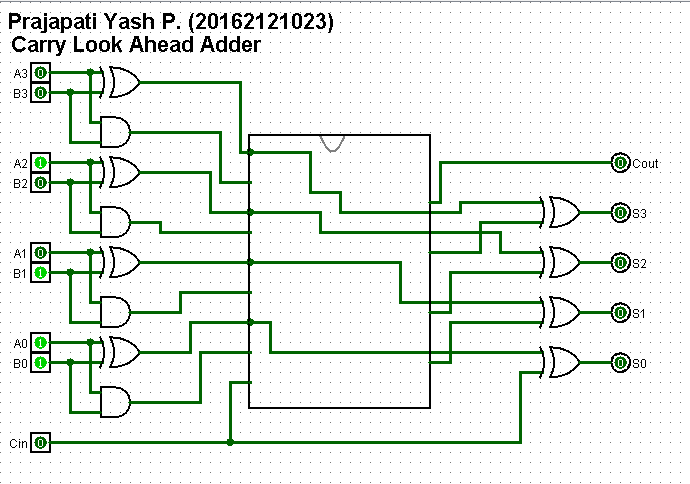 Prajapati Yash P. (20162121023)
Carry Look Ahead Adder
A3 0
B3 0
A2 1
B2 0
Cout 0
S3 0
A1 0
B1 1
S2 0
S1 0
A0 1
B0 1
S0 0
Cin 0